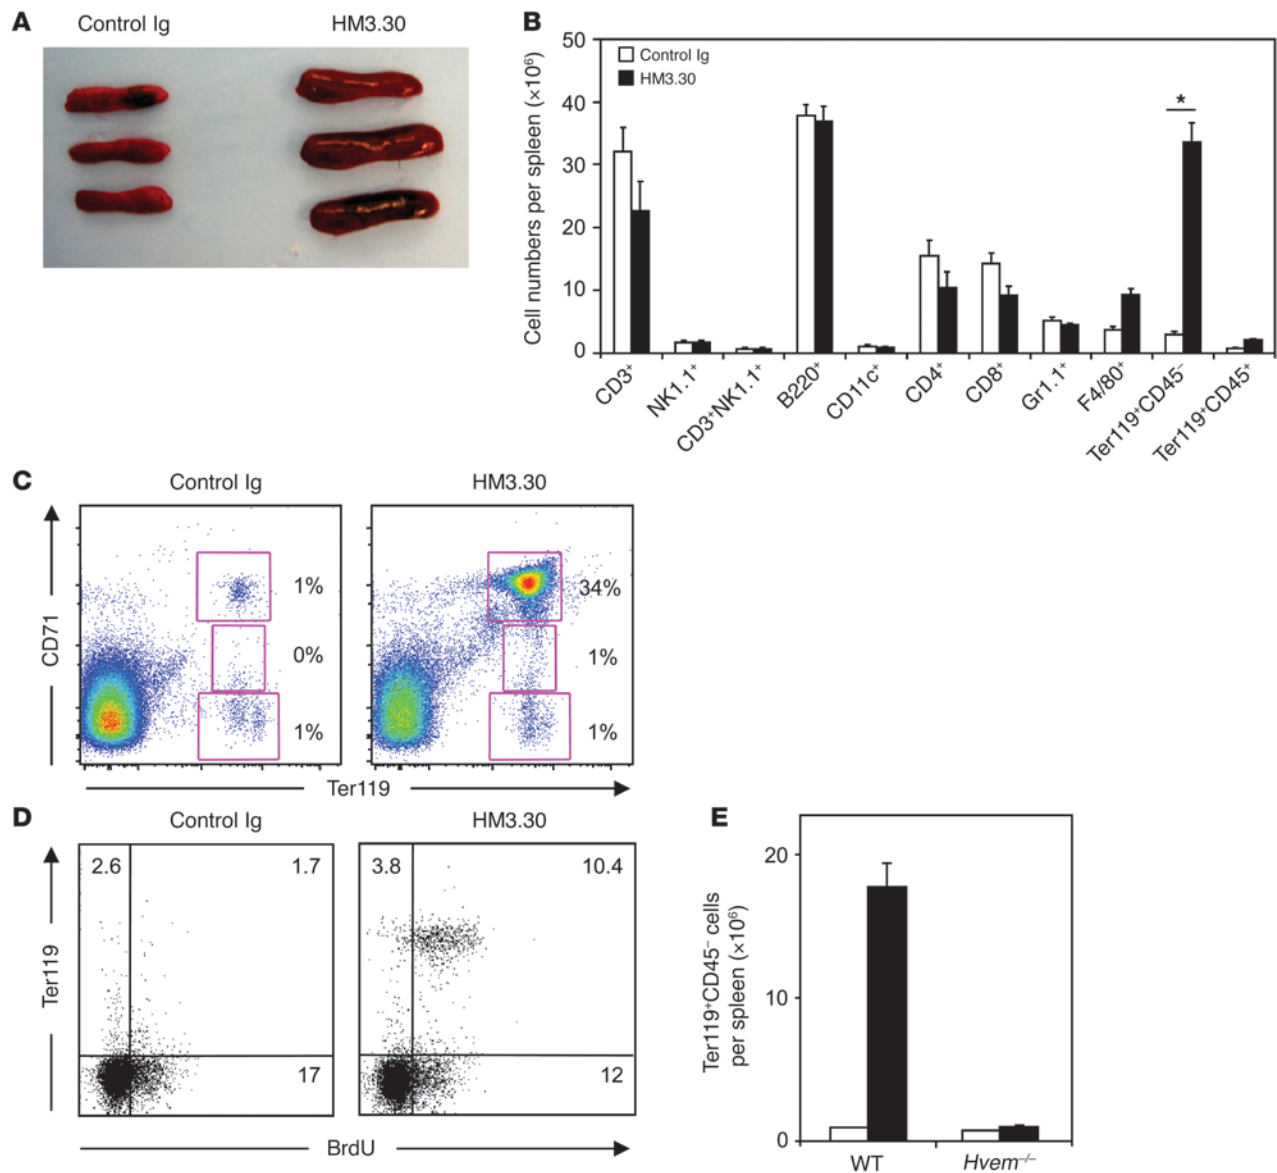 A Control Ig HM3.30
B
50
40
30
20
10
0
Cell numbers per spleen (×10⁶)
Control Ig
HM3.30
*
CD3⁺
NK1.1⁺
CD3⁺NK1.1⁺
B220⁺
CD11c⁺
CD4⁺
CD8⁺
Gr1.1⁺
F4/80⁺
Ter119⁺CD45⁻
Ter119⁺CD45⁺
C
Control Ig HM3.30
CD71
1% 34%
0% 1%
1% 1%
Ter119
D
Control Ig HM3.30
Ter119
2.6 1.7 3.8 10.4
17 12
BrdU
E
Ter119⁺CD45⁻ cells
per spleen (×10⁶)
20
10
0
WT Hvem⁻/⁻